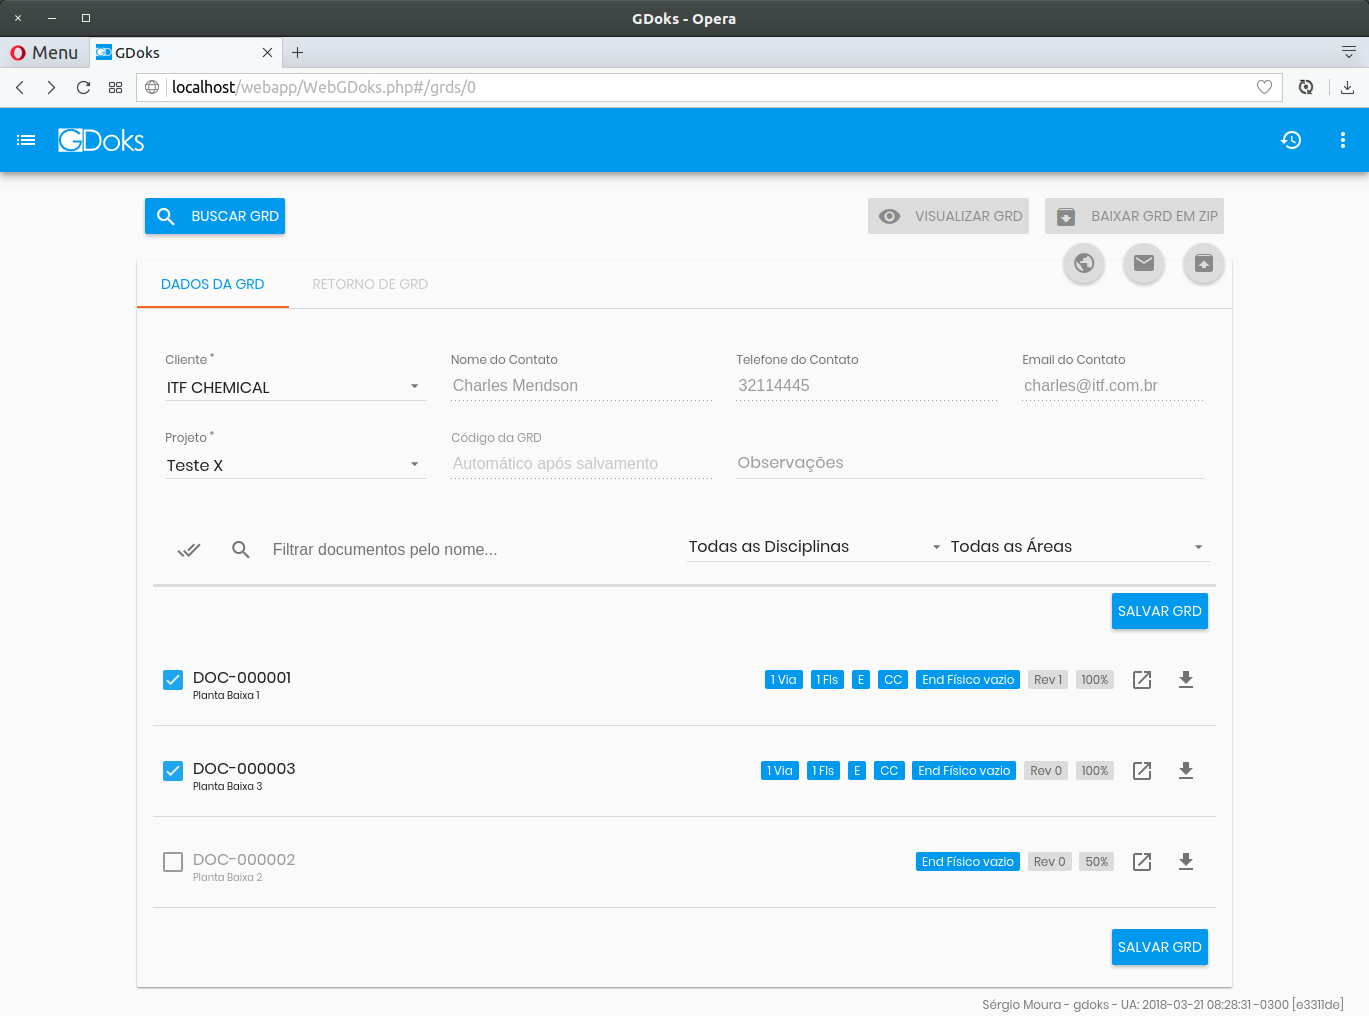 GDoks - Opera
Menu
GD GDoks
localhost/webapp/WebGDoks.php#/grds/0
GDoks
BUSCAR GRD
VISUALIZAR GRD
BAIXAR GRD EM ZIP
DADOS DA GRD
RETORNO DE GRD
Cliente *
Nome do Contato
Telefone do Contato
Email do Contato
ITF CHEMICAL
Charles Mendson
32114445
charles@itf.com.br
Projeto *
Código da GRD
Teste X
Automático após salvamento
Observações
Filtrar documentos pelo nome...
Todas as Disciplinas
Todas as Áreas
SALVAR GRD
DOC-000001
Planta Baixa 1
1 Via 1 Fls E CC End Físico vazio Rev 1 100%
DOC-000003
Planta Baixa 3
1 Via 1 Fls E CC End Físico vazio Rev 0 100%
DOC-000002
Planta Baixa 2
End Físico vazio Rev 0 50%
SALVAR GRD
Sérgio Moura - gdoks - UA: 2018-03-21 08:28:31 -0300 [e3311de]